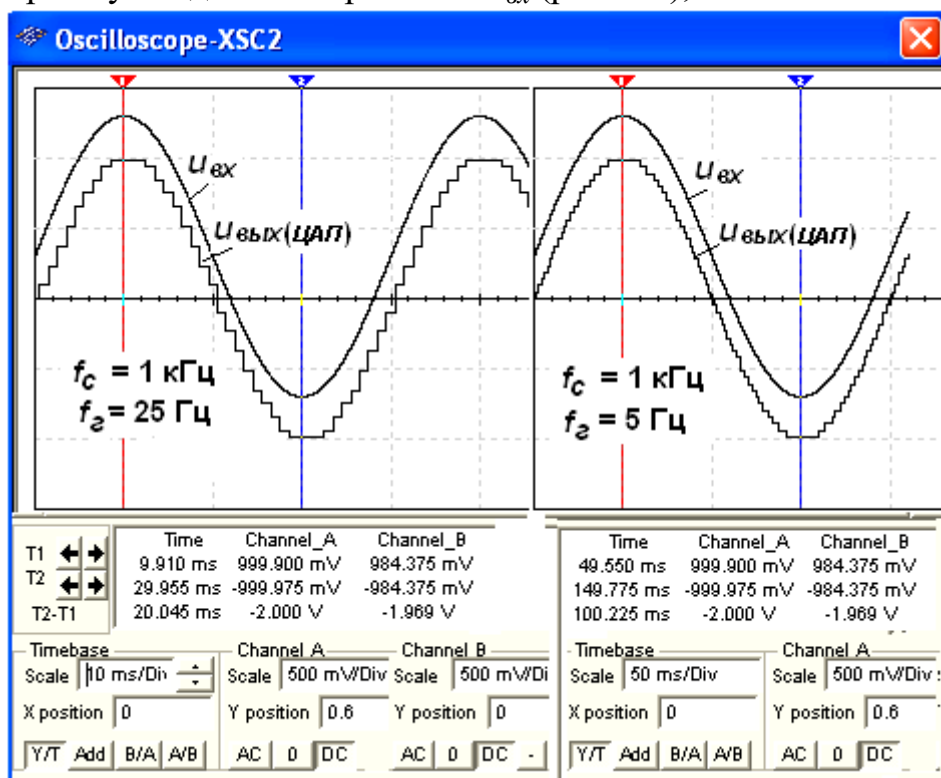 Oscilloscope-XSC2
1 2 1 2
u вх u вх
u вых(ЦАП) u вых(ЦАП)
f с = 1 кГц
f г = 25 Гц
f с = 1 кГц
f г = 5 Гц
T1
T2
T2-T1
Time Channel_A Channel_B
9.910 ms 999.900 mV 984.375 mV
29.955 ms -999.975 mV -984.375 mV
20.045 ms -2.000 V -1.969 V
Time Channel_A Channel_B
49.550 ms 999.900 mV 984.375 mV
149.775 ms -999.975 mV -984.375 mV
100.225 ms -2.000 V -1.969 V
Timebase
Scale 10 ms/Div
X position 0
Y/T Add B/A A/B
Channel A
Scale 500 mV/Div
Y position 0.6
AC 0 DC
Channel B
Scale 500 mV/Di
Y position 0
AC 0 DC -
Timebase
Scale 50 ms/Div
X position 0
Y/T Add B/A A/B
Channel A
Scale 500 mV/Div
Y position 0.6
AC 0 DC